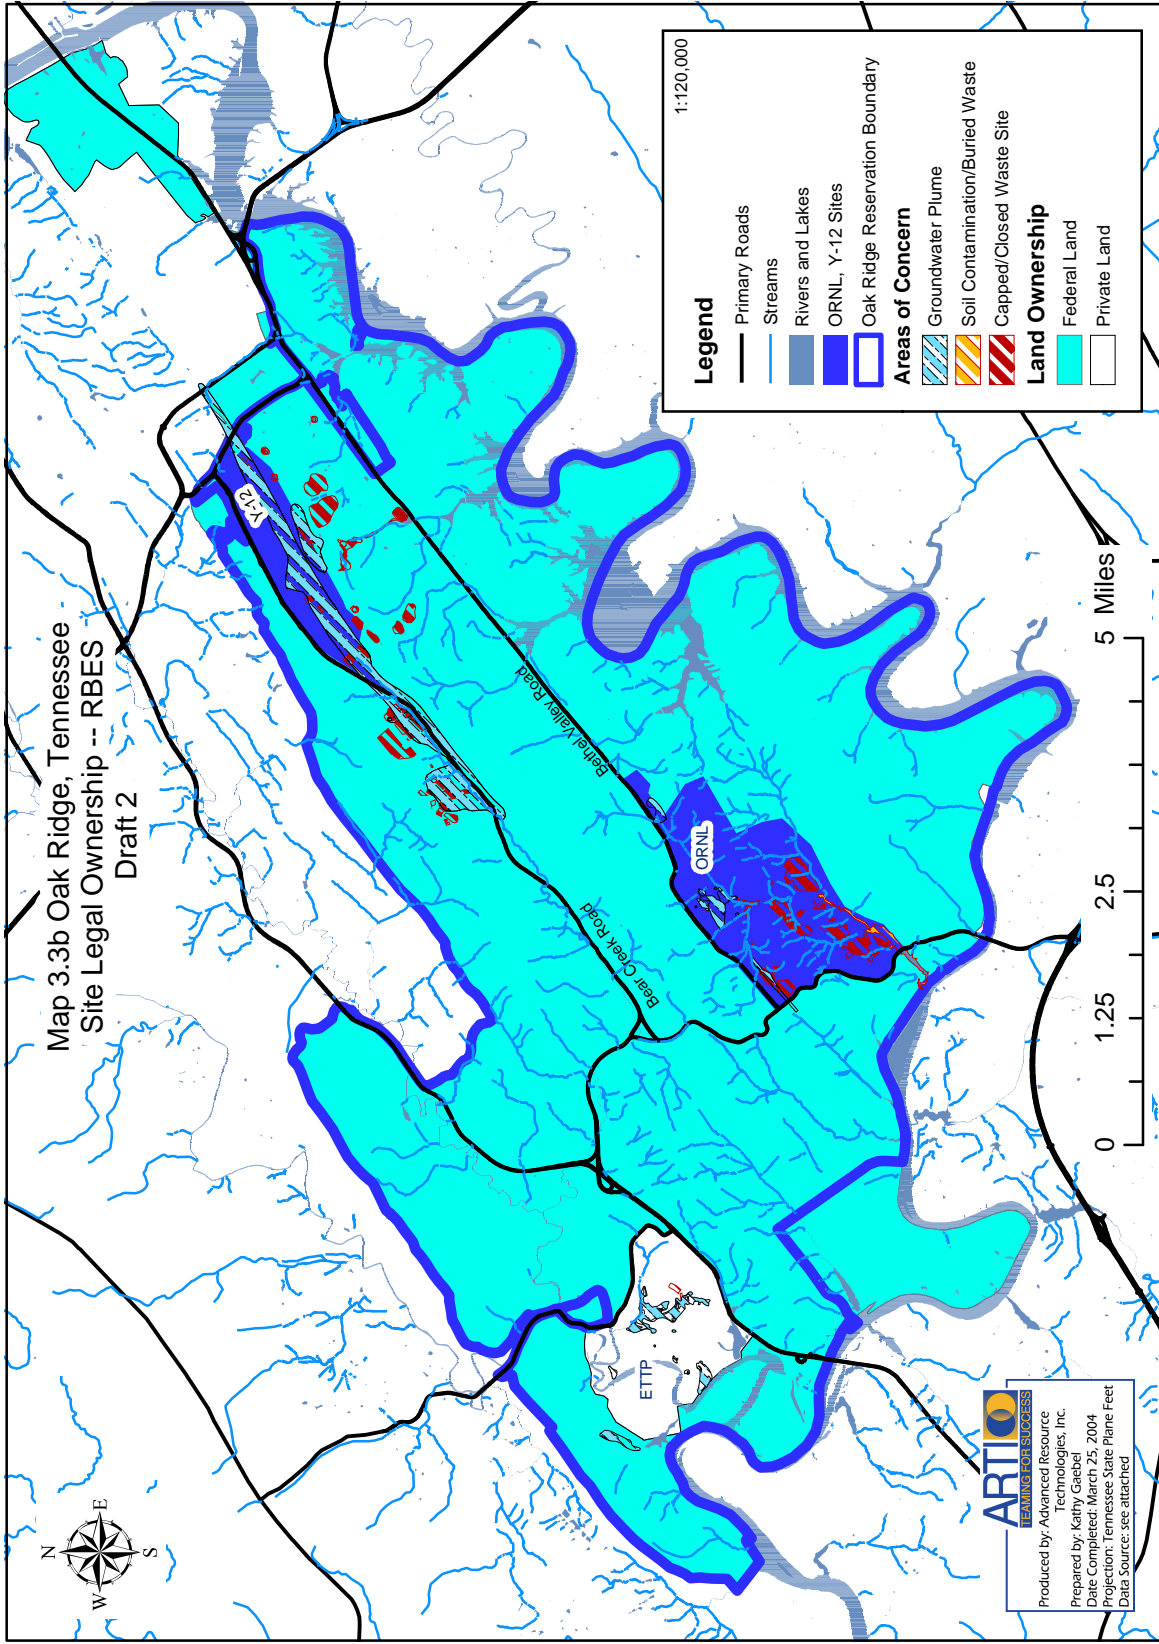 Map 3.3b Oak Ridge, Tennessee
Site Legal Ownership -- RBES
Draft 2
N
W
E
S
Y-12
Bethel Valley Road
Bear Creek Road
ORNL
ETTP
1:120,000
Legend
Primary Roads
Streams
Rivers and Lakes
ORNL, Y-12 Sites
Oak Ridge Reservation Boundary
Areas of Concern
Groundwater Plume
Soil Contamination/Buried Waste
Capped/Closed Waste Site
Land Ownership
Federal Land
Private Land
0 1.25 2.5 5 Miles
ARTI
TEAMING FOR SUCCESS
Produced by: Advanced Resource
Technologies, Inc.
Prepared by: Kathy Gaebel
Date Completed: March 25, 2004
Projection: Tennessee State Plane Feet
Data Source: see attached